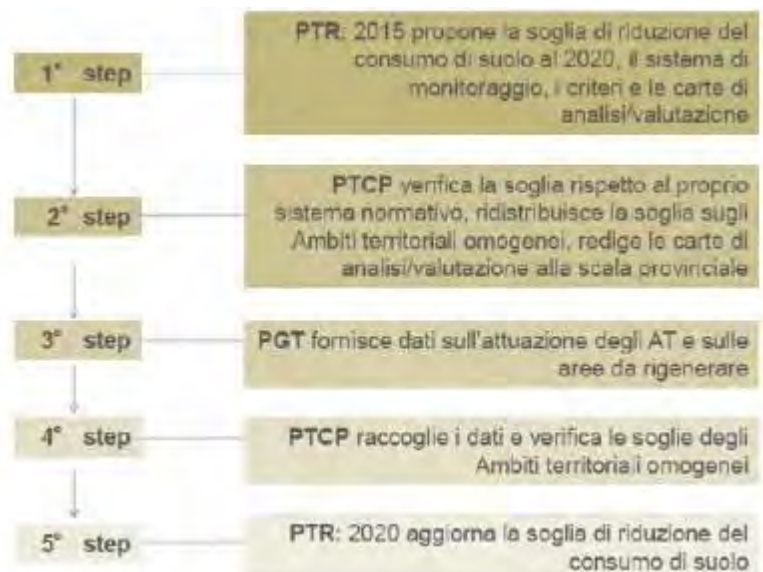 PTR: 2015 propone la soglia di riduzione del
1° step
consumo di suolo al 2020, il sistema di
monitoraggio, i criteri e le carte di
analisi/valutazione
PTCP verifica la soglia rispetto al proprio
2° step
sistema normativo, ridistribuisce la soglia sugli
Ambiti territoriali omogenei, redige le carte di
analisi/valutazione alla scala provinciale
3° step
PGT fornisce dati sull'attuazione degli AT e sulle
aree da rigenerare
4° step
PTCP raccoglie i dati e verifica le soglie degli
Ambiti territoriali omogenei
5° step
PTR: 2020 aggiorna la soglia di riduzione del
consumo di suolo